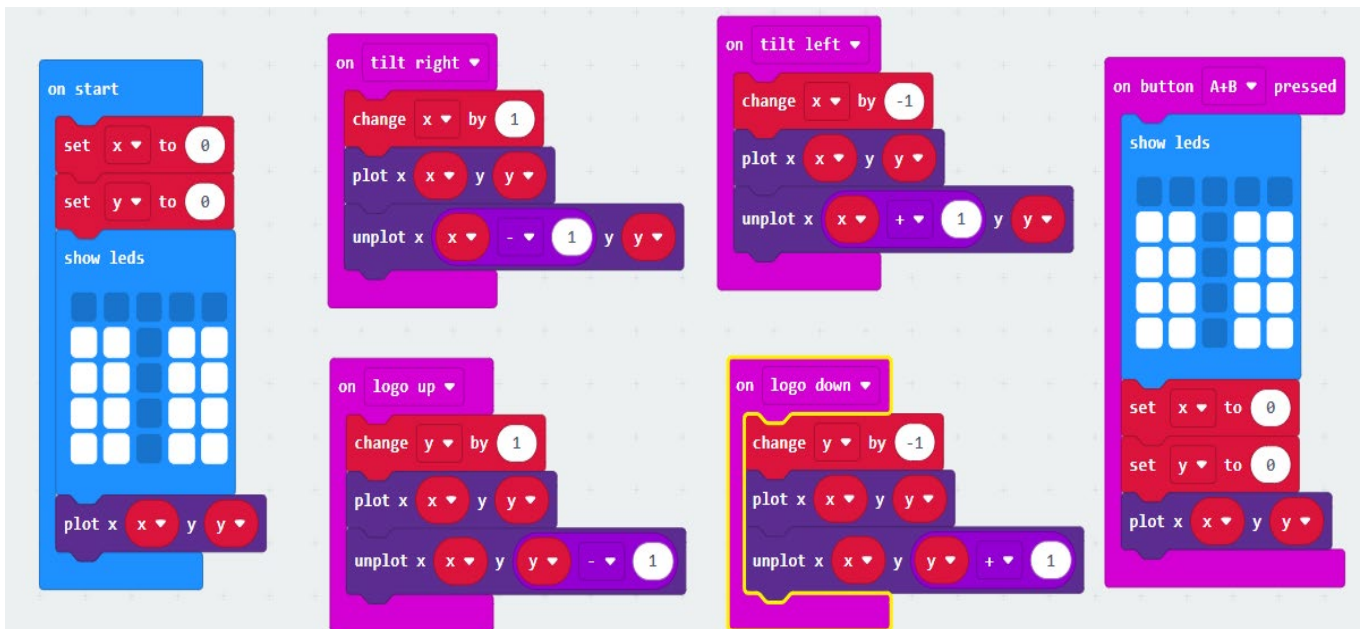 on start
set x to 0
set y to 0
show leds
plot x x y y
on tilt right
change x by 1
plot x x y y
unplot x x - 1 y y
on logo up
change y by 1
plot x x y y
unplot x x y y - 1
on tilt left
change x by -1
plot x x y y
unplot x x + 1 y y
on logo down
change y by -1
plot x x y y
unplot x x y y + 1
on button A+B pressed
show leds
set x to 0
set y to 0
plot x x y y